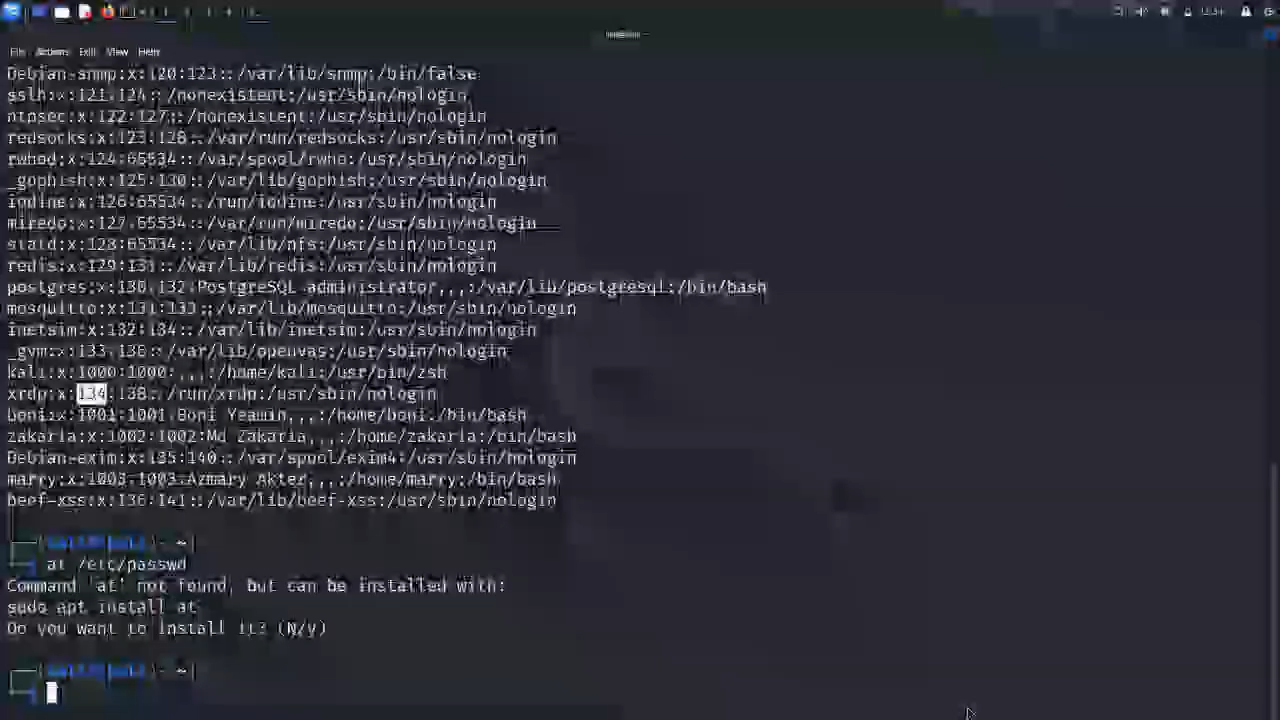 File Actions Edit View Help
Debian-snmp:x:120:123::/var/lib/snmp:/bin/false
sslh:x:121:124::/nonexistent:/usr/sbin/nologin
ntpsec:x:122:127::/nonexistent:/usr/sbin/nologin
redsocks:x:123:128::/var/run/redsocks:/usr/sbin/nologin
rwhod:x:124:65534::/var/spool/rwho:/usr/sbin/nologin
_gophish:x:125:130::/var/lib/gophish:/usr/sbin/nologin
iodine:x:126:65534::/run/iodine:/usr/sbin/nologin
miredo:x:127:65534::/var/run/miredo:/usr/sbin/nologin
statd:x:128:65534::/var/lib/nfs:/usr/sbin/nologin
redis:x:129:131::/var/lib/redis:/usr/sbin/nologin
postgres:x:130:132:PostgreSQL administrator,,,:/var/lib/postgresql:/bin/bash
mosquitto:x:131:133::/var/lib/mosquitto:/usr/sbin/nologin
inetsim:x:132:134::/var/lib/inetsim:/usr/sbin/nologin
_gvm:x:133:136::/var/lib/openvas:/usr/sbin/nologin
kali:x:1000:1000:,,,:/home/kali:/bin/zsh
xrdp:x:134:138::/run/xrdp:/usr/sbin/nologin
boni:x:1001:1001:Boni Yeamin,,,:/home/boni:/bin/bash
zakaria:x:1002:1002:Md Zakaria,,,:/home/zakaria:/bin/bash
Debian-exim:x:135:140::/var/spool/exim4:/usr/sbin/nologin
marry:x:1003:1003:Azmary Akter,,,:/home/marry:/bin/bash
beef-xss:x:136:141::/var/lib/beef-xss:/usr/sbin/nologin
~
at /etc/passwd
Command 'at' not found, but can be installed with:
sudo apt install at
Do you want to install it? (N/y)
~